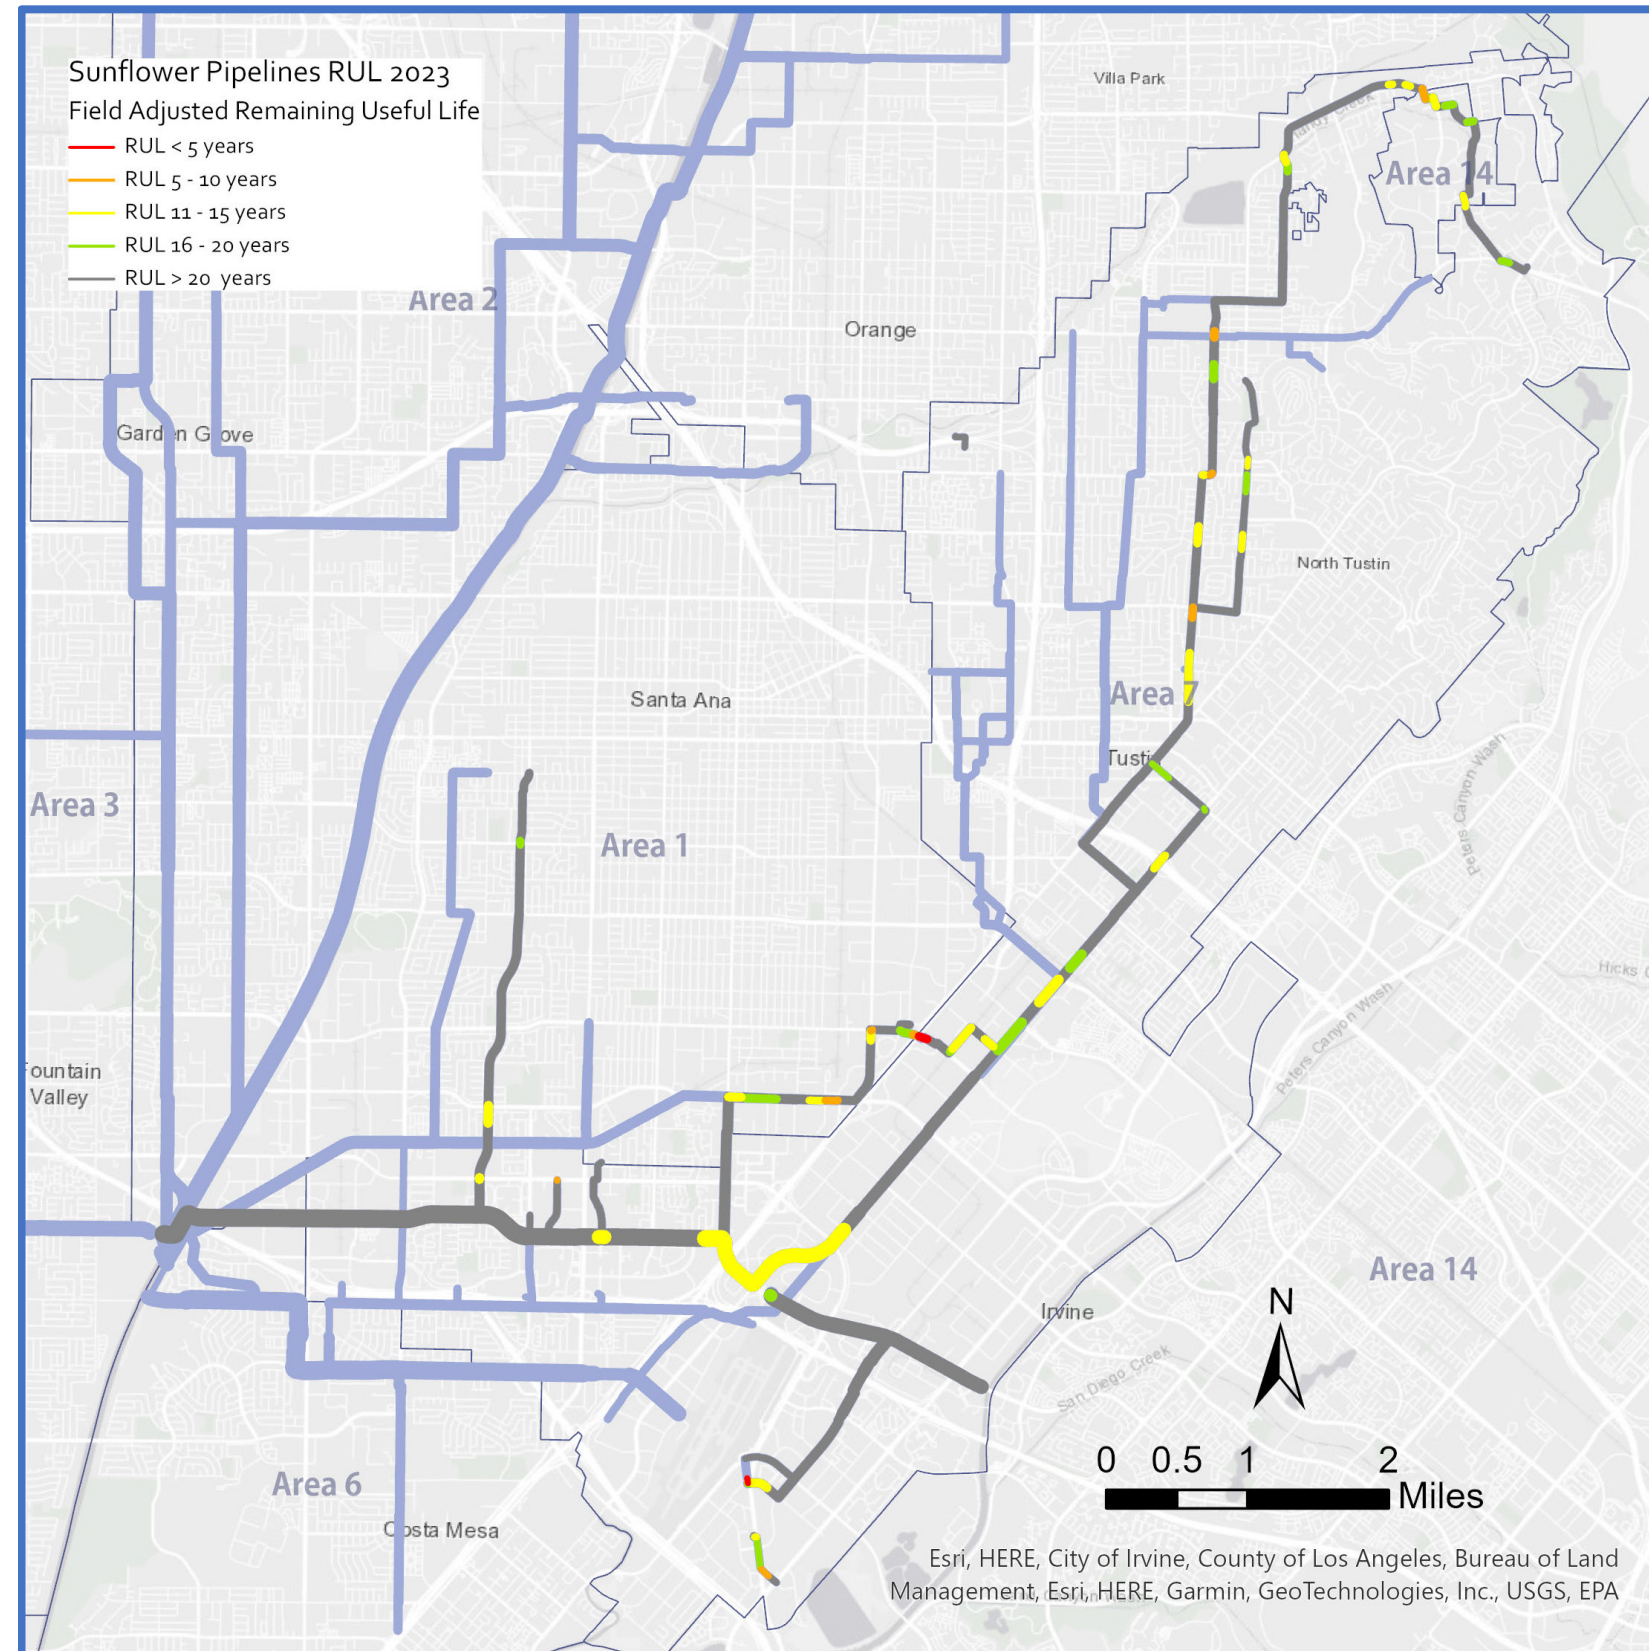 Sunflower Pipelines RUL 2023
Field Adjusted Remaining Useful Life
RUL < 5 years
RUL 5 - 10 years
RUL 11 - 15 years
RUL 16 - 20 years
RUL > 20 years
Villa Park
Area 14
Area 2
Orange
Garden Grove
North Tustin
Santa Ana
Area 7
Tusti
Peters Canyon Wash
Area 3
Area 1
Hicks
Peters Canyon Wash
ountain
Valley
Area 14
Irvine
N
San Diego Creek
0 0.5 1 2
Miles
Area 6
Costa Mesa
Esri, HERE, City of Irvine, County of Los Angeles, Bureau of Land
Management, Esri, HERE, Garmin, GeoTechnologies, Inc., USGS, EPA